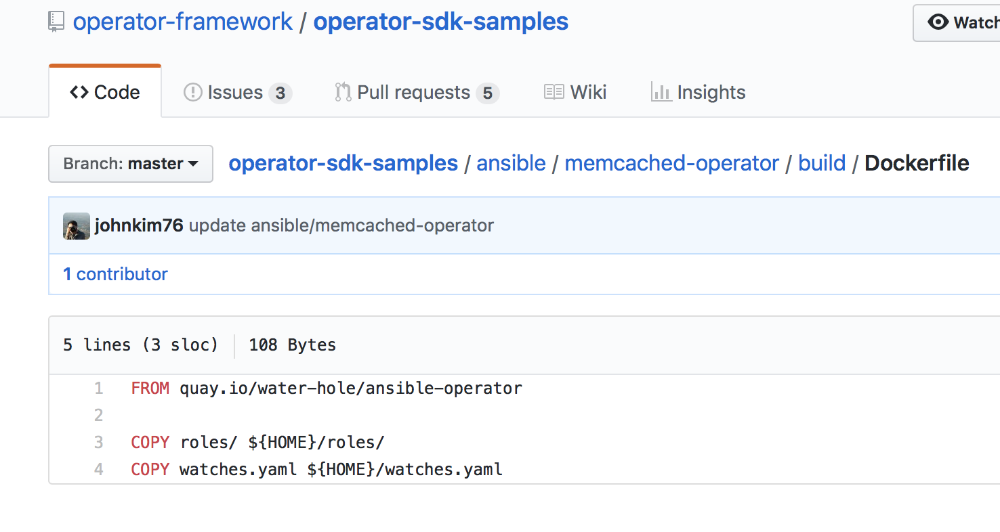 operator-framework / operator-sdk-samples
Watch
Code Issues 3 Pull requests 5 Wiki Insights
Branch: master operator-sdk-samples / ansible / memcached-operator / build / Dockerfile
johnkim76 update ansible/memcached-operator
1 contributor
5 lines (3 sloc) 108 Bytes
1 FROM quay.io/water-hole/ansible-operator
2
3 COPY roles/ ${HOME}/roles/
4 COPY watches.yaml ${HOME}/watches.yaml